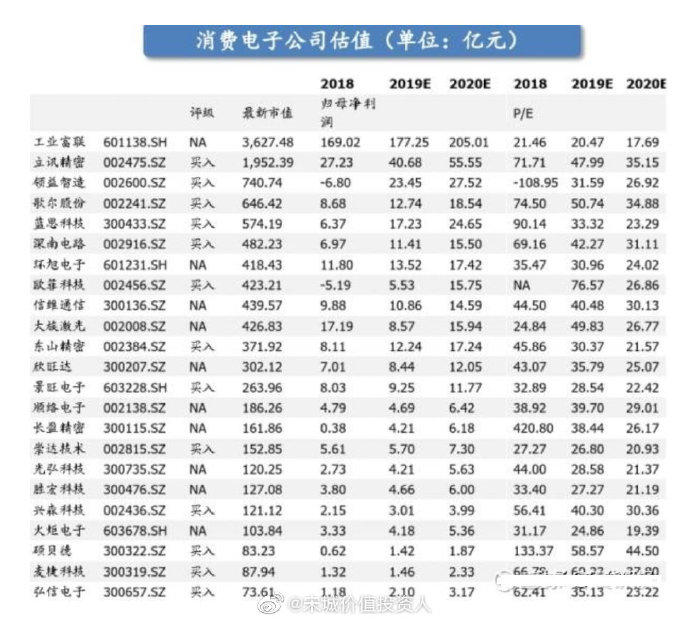 消费电子公司估值（单位：亿元）
2018 2019E 2020E 2018 2019E 2020E
评级 最新市值 归母净利润 P/E
工业富联 601138.SH NA 3,627.48 169.02 177.25 205.01 21.46 20.47 17.69
立讯精密 002475.SZ 买入 1,952.39 27.23 40.68 55.55 71.71 47.99 35.15
领益智造 002600.SZ 买入 740.74 -6.80 23.45 27.52 -108.95 31.59 26.92
歌尔股份 002241.SZ 买入 646.42 8.68 12.74 18.54 74.50 50.74 34.88
蓝思科技 300433.SZ 买入 574.19 6.37 17.23 24.65 90.14 33.32 23.29
深南电路 002916.SZ 买入 482.23 6.97 11.41 15.50 69.16 42.27 31.11
环旭电子 601231.SH NA 418.43 11.80 13.52 17.42 35.47 30.96 24.02
欧菲科技 002456.SZ 买入 423.21 -5.19 5.53 15.75 NA 76.57 26.86
信维通信 300136.SZ NA 439.57 9.88 10.86 14.59 44.50 40.48 30.13
大族激光 002008.SZ NA 426.83 17.19 8.57 15.94 24.84 49.83 26.77
东山精密 002384.SZ 买入 371.92 8.11 12.24 17.24 45.86 30.37 21.57
欣旺达 300207.SZ NA 302.12 7.01 8.44 12.05 43.07 35.79 25.07
景旺电子 603228.SH 买入 263.96 8.03 9.25 11.77 32.89 28.54 22.42
顺络电子 002138.SZ NA 186.26 4.79 4.69 6.42 38.92 39.70 29.01
长盈精密 300115.SZ NA 161.86 0.38 4.21 6.18 420.80 38.44 26.17
崇达技术 002815.SZ 买入 152.85 5.61 5.70 7.30 27.27 26.80 20.93
光弘科技 300735.SZ NA 120.25 2.73 4.21 5.63 44.00 28.58 21.37
胜宏科技 300476.SZ NA 127.08 3.80 4.66 6.00 33.40 27.27 21.19
兴森科技 002436.SZ 买入 121.12 2.15 3.01 3.99 56.41 40.30 30.36
火炬电子 603678.SH NA 103.84 3.33 4.18 5.36 31.17 24.86 19.39
硕贝德 300322.SZ 买入 83.23 0.62 1.42 1.87 133.37 58.57 44.50
麦捷科技 300319.SZ 买入 87.94 1.32 1.46 2.33
弘信电子 300657.SZ 买入 73.61 1.18 2.10 3.17 62.41 35.13 23.22
@宋城价值投资人